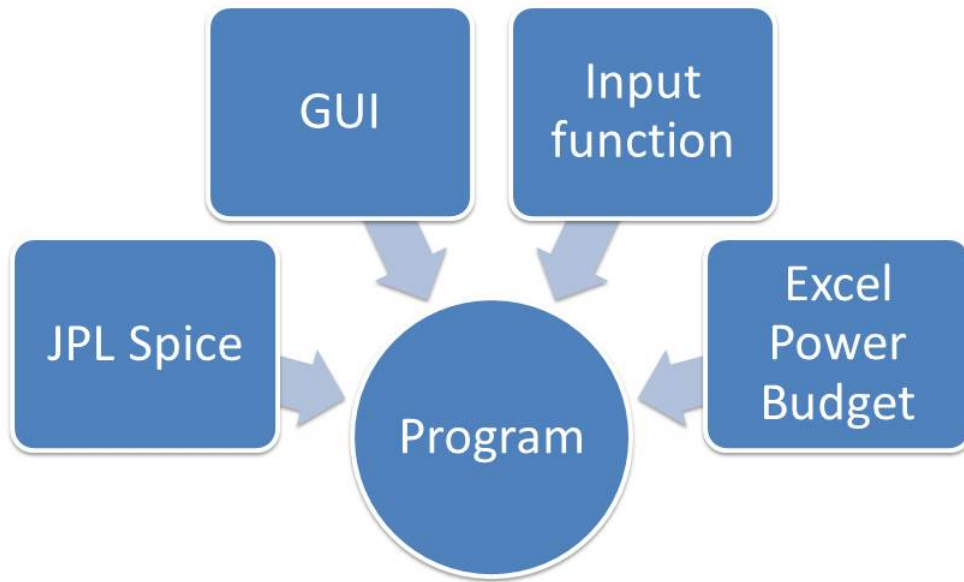 GUI
Input
function
JPL Spice
Excel
Power
Budget
Program